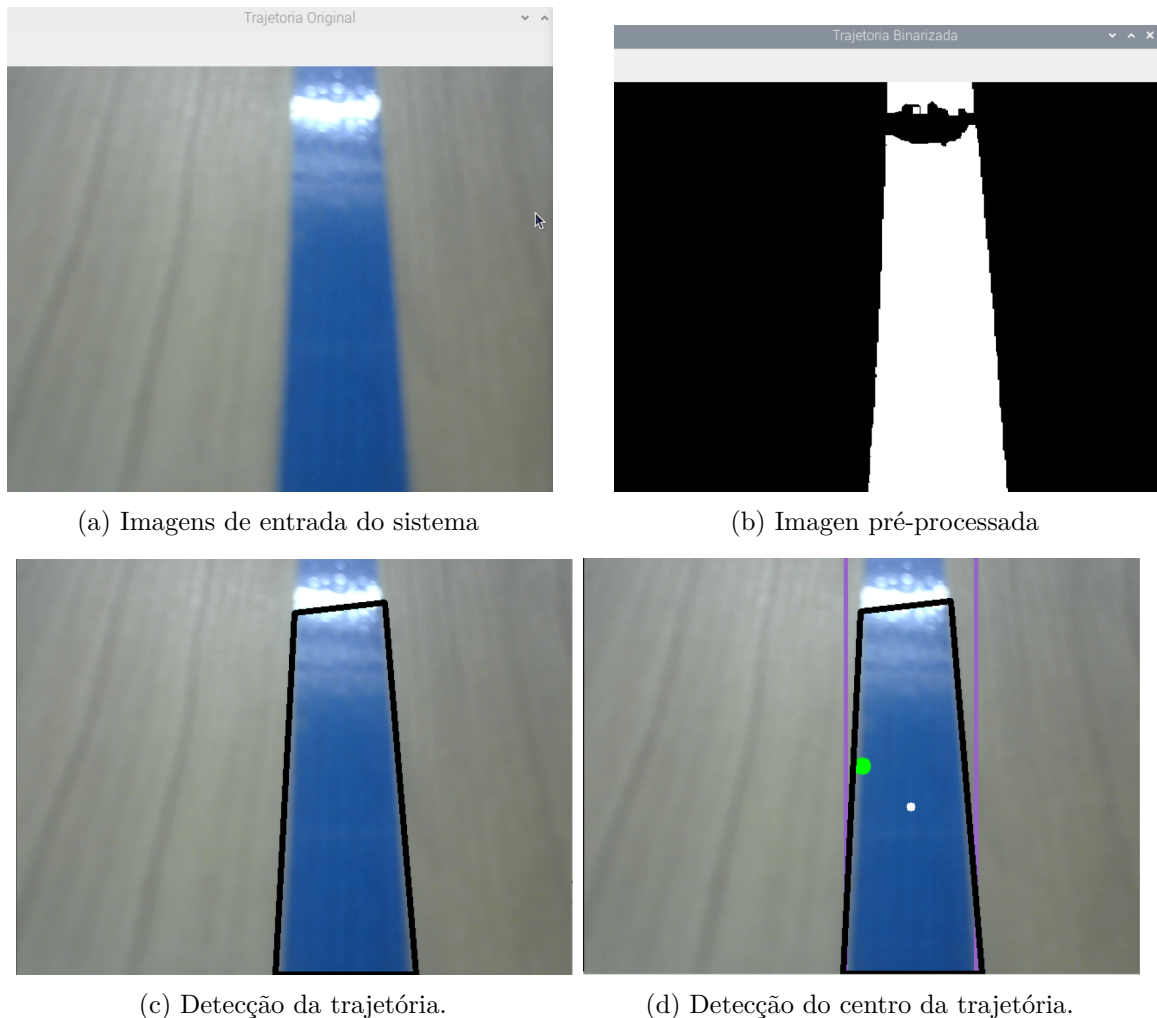 Trajetoria Original
Trajetoria Binarizada
(a) Imagens de entrada do sistema
(b) Imagen pré-processada
(c) Detecção da trajetória.
(d) Detecção do centro da trajetória.